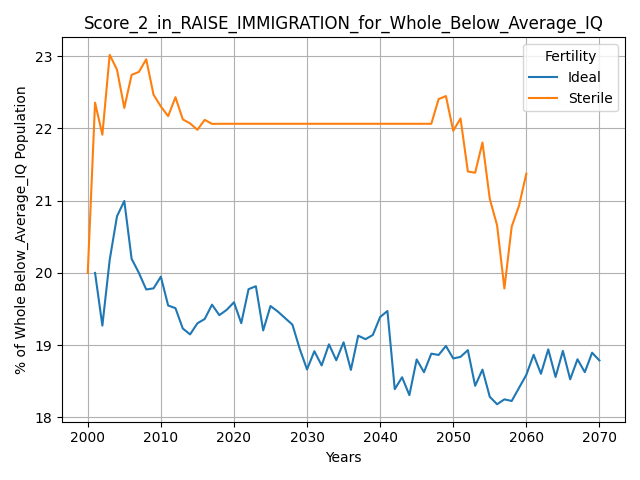 Score_2_in_RAISE_IMMIGRATION_for_Whole_Below_Average_IQ
Fertility
Ideal
Sterile
% of Whole Below_Average_IQ Population
23
22
21
20
19
18
2000 2010 2020 2030 2040 2050 2060 2070
Years